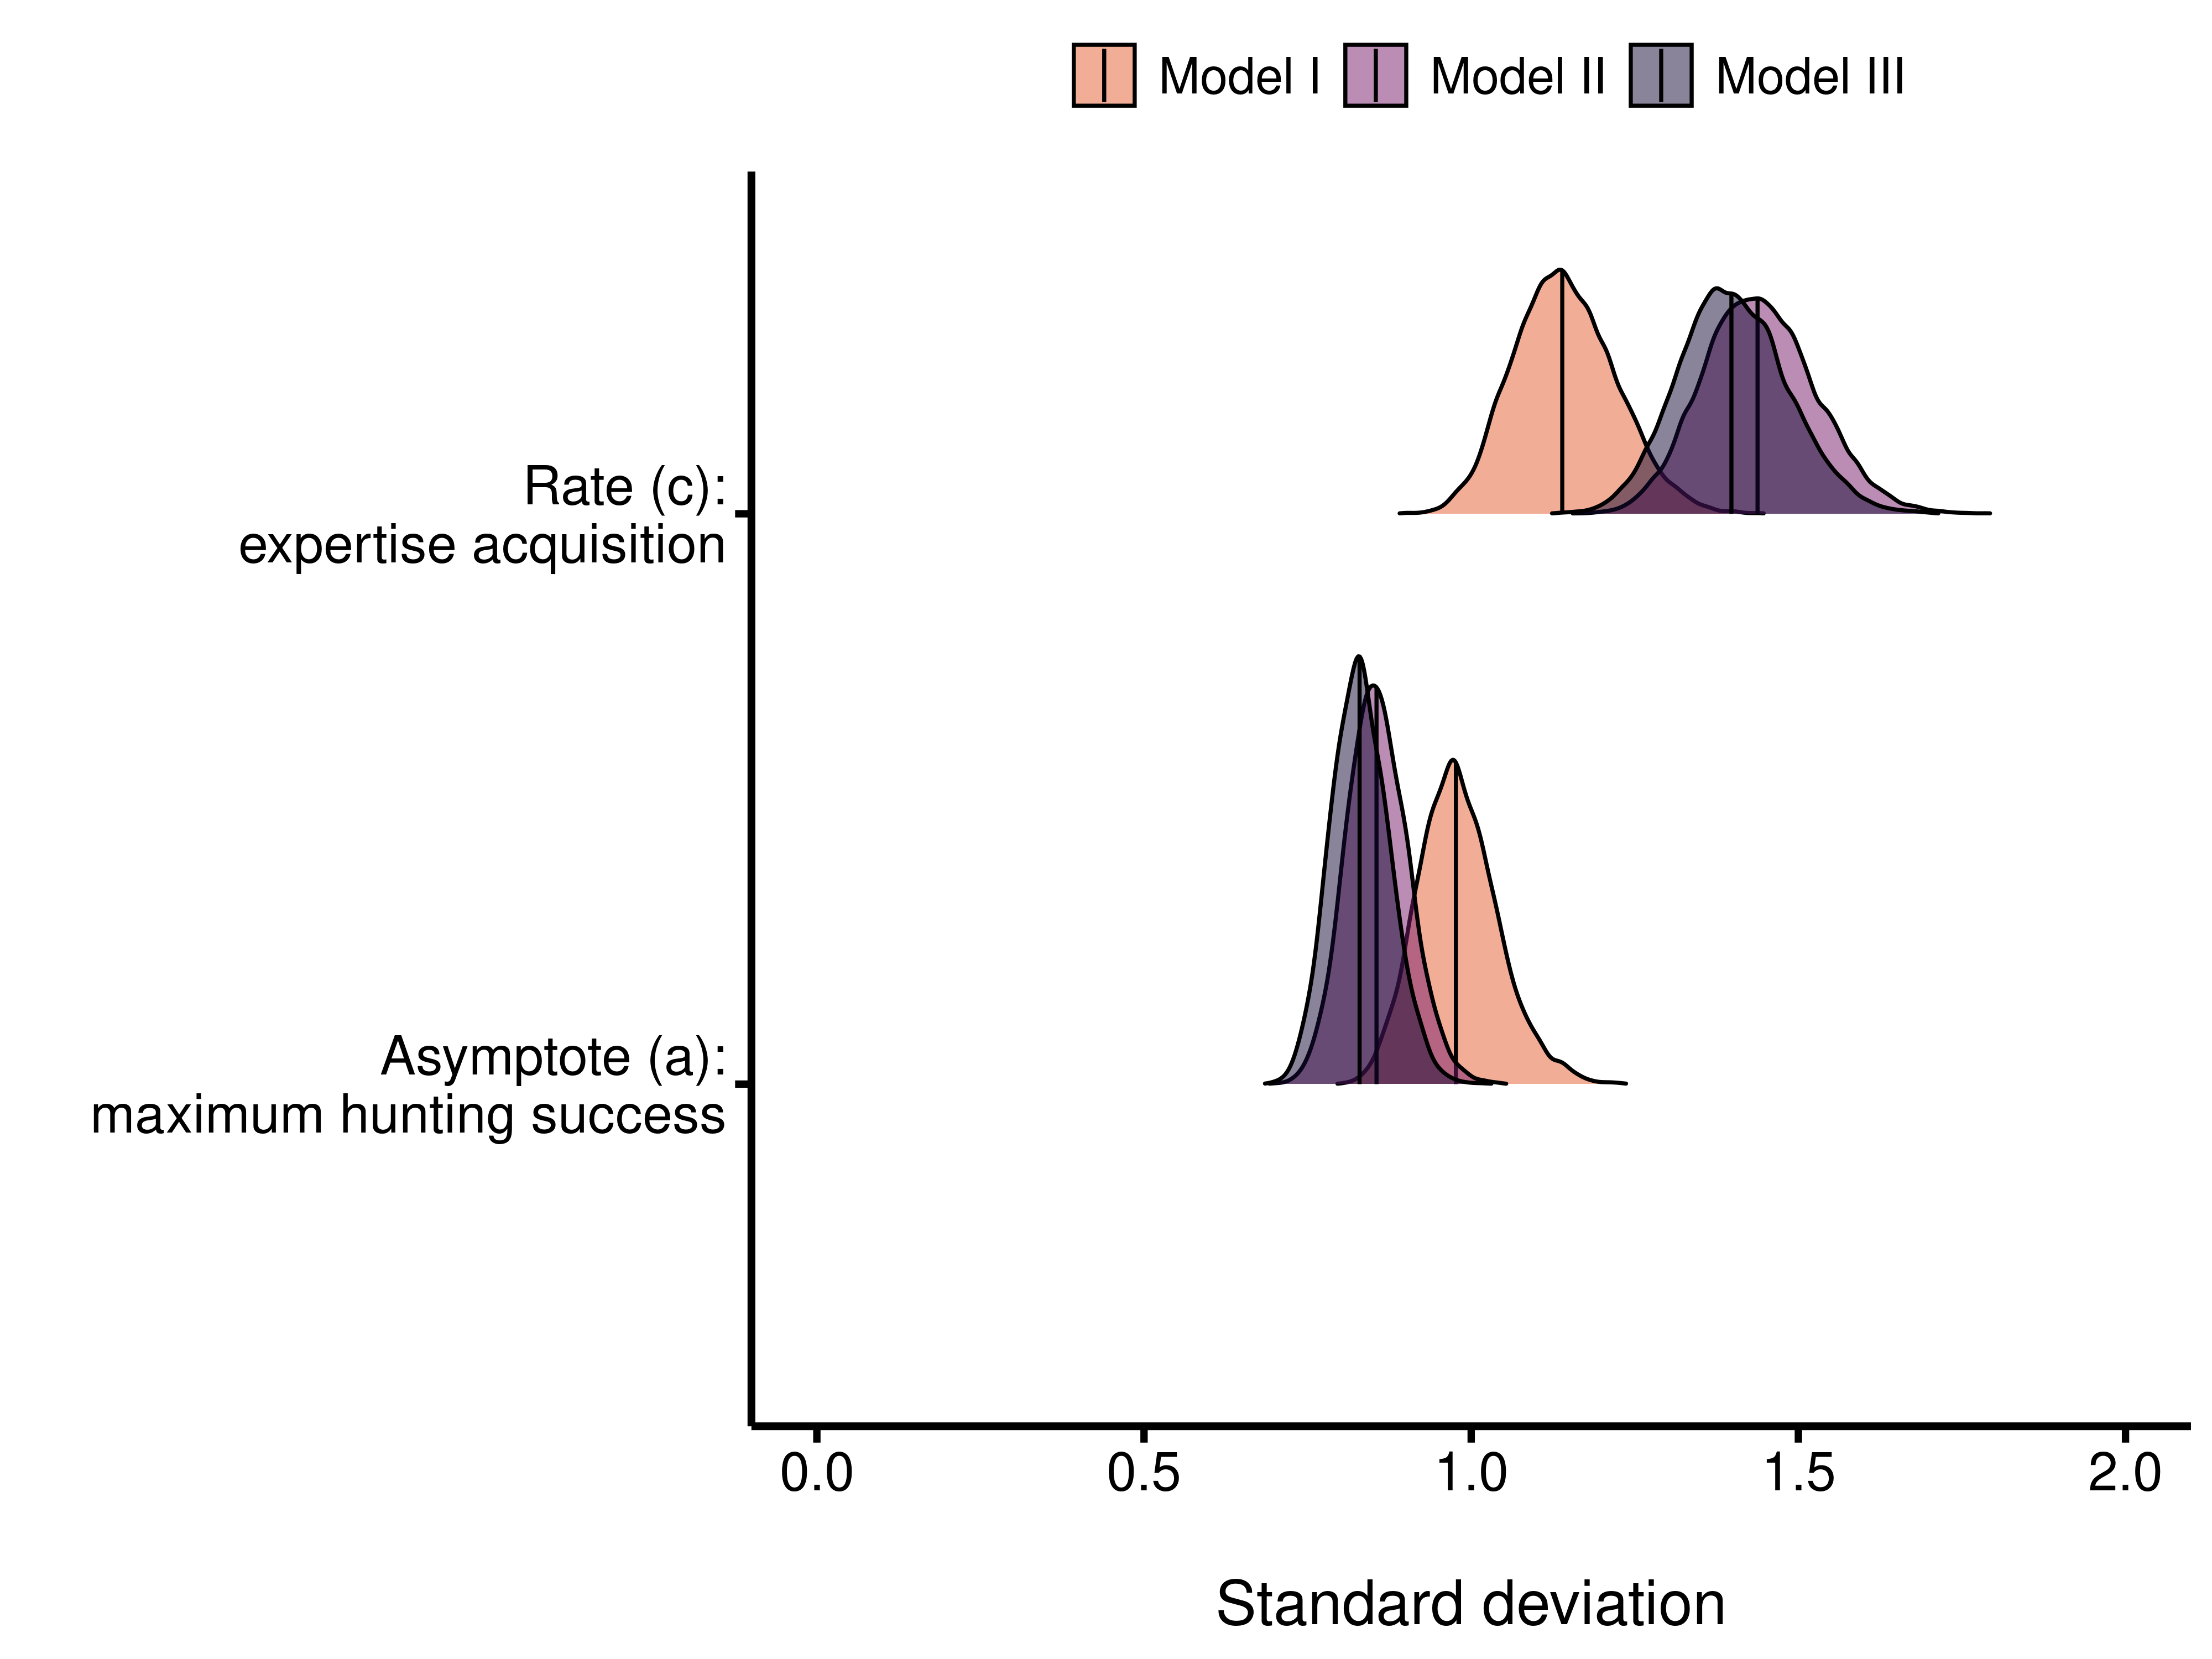 Model I Model II Model III
Rate (c):
expertise acquisition
Asymptote (a):
maximum hunting success
0.0 0.5 1.0 1.5 2.0
Standard deviation